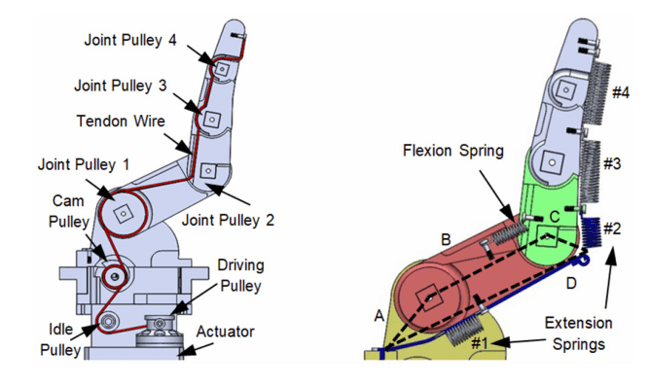 Joint Pulley 4
Joint Pulley 3
Tendon Wire
Joint Pulley 1
Cam
Pulley
Joint Pulley 2
Driving
Pulley
Idle
Pulley
Actuator
#4
Flexion Spring
#3
C
#2
B
D
A
Extension
Springs
#1